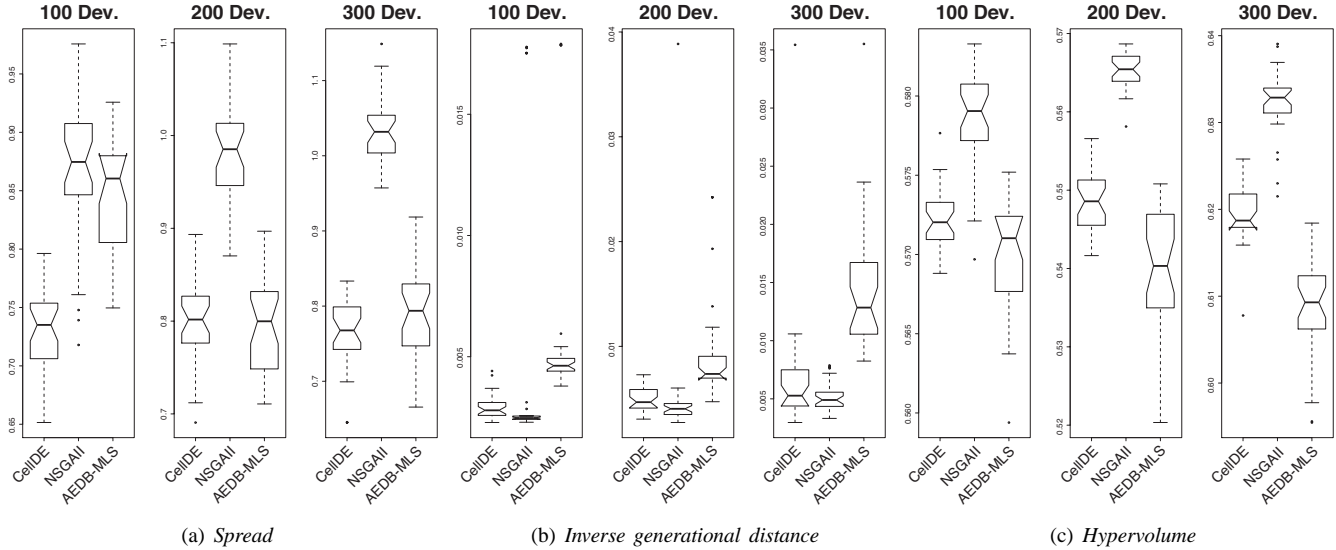 100 Dev. 200 Dev. 300 Dev. 100 Dev. 200 Dev. 300 Dev. 100 Dev. 200 Dev. 300 Dev.
0.65 0.70 0.75 0.80 0.85 0.90 0.95
0.7 0.8 0.9 1.0 1.1
0.7 0.8 0.9 1.0 1.1
0.005 0.010 0.015
0.01 0.02 0.03 0.04
0.005 0.010 0.015 0.020 0.025 0.030 0.035
0.560 0.565 0.570 0.575 0.580
0.52 0.53 0.54 0.55 0.56 0.57
0.60 0.61 0.62 0.63 0.64
CellDE NSGAII AEDB-MLS
CellDE NSGAII AEDB-MLS
CellDE NSGAII AEDB-MLS
CellDE NSGAII AEDB-MLS
CellDE NSGAII AEDB-MLS
CellDE NSGAII AEDB-MLS
CellDE NSGAII AEDB-MLS
CellDE NSGAII AEDB-MLS
CellDE NSGAII AEDB-MLS
(a) Spread
(b) Inverse generational distance
(c) Hypervolume